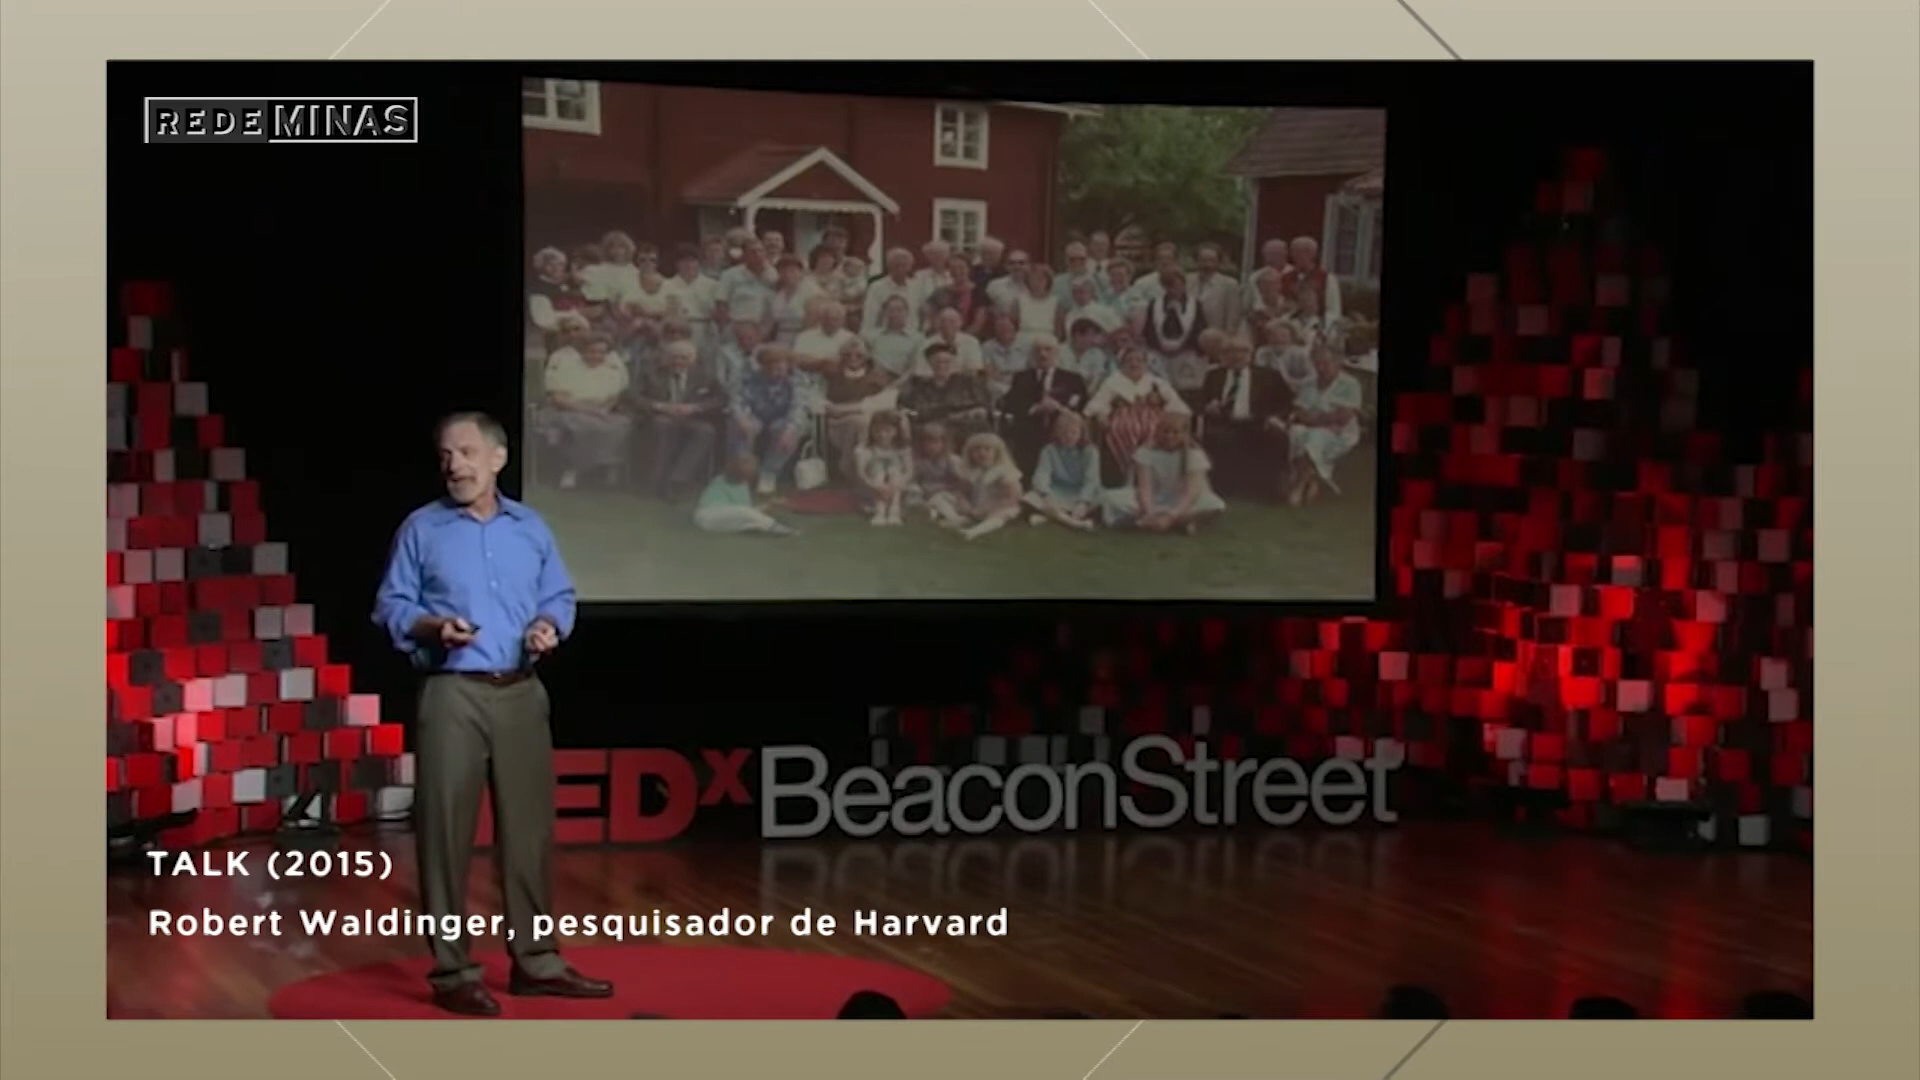 REDE MINAS
TEDxBeaconStreet
TALK (2015)
Robert Waldinger, pesquisador de Harvard